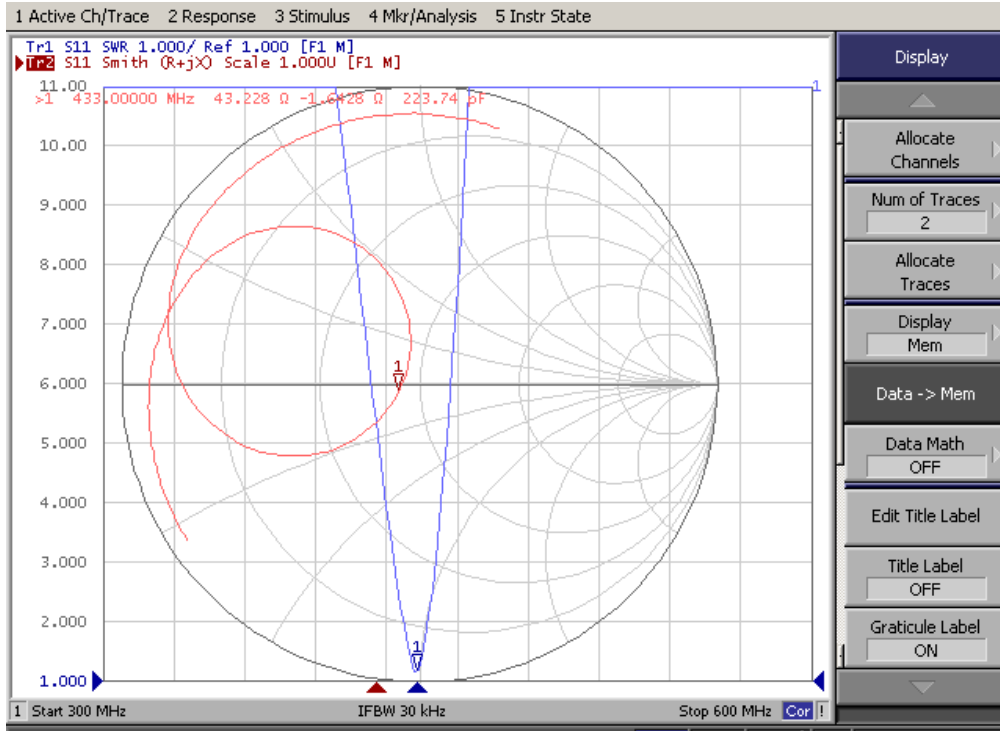 1 Active Ch/Trace 2 Response 3 Stimulus 4 Mkr/Analysis 5 Instr State
Tr1 S11 SWR 1.000/ Ref 1.000 [F1 M]
Tr2 S11 Smith (R+jX) Scale 1.000U [F1 M]
11.00
>1 433.00000 MHz 43.228 Ω -1.6428 Ω 223.74 pF
1
10.00
9.000
8.000
7.000
6.000
5.000
4.000
3.000
2.000
1.000
1
1
1 Start 300 MHz IFBW 30 kHz Stop 600 MHz Cor !
Display
Allocate
Channels
Num of Traces
2
Allocate
Traces
Display
Mem
Data -> Mem
Data Math
OFF
Edit Title Label
Title Label
OFF
Graticule Label
ON